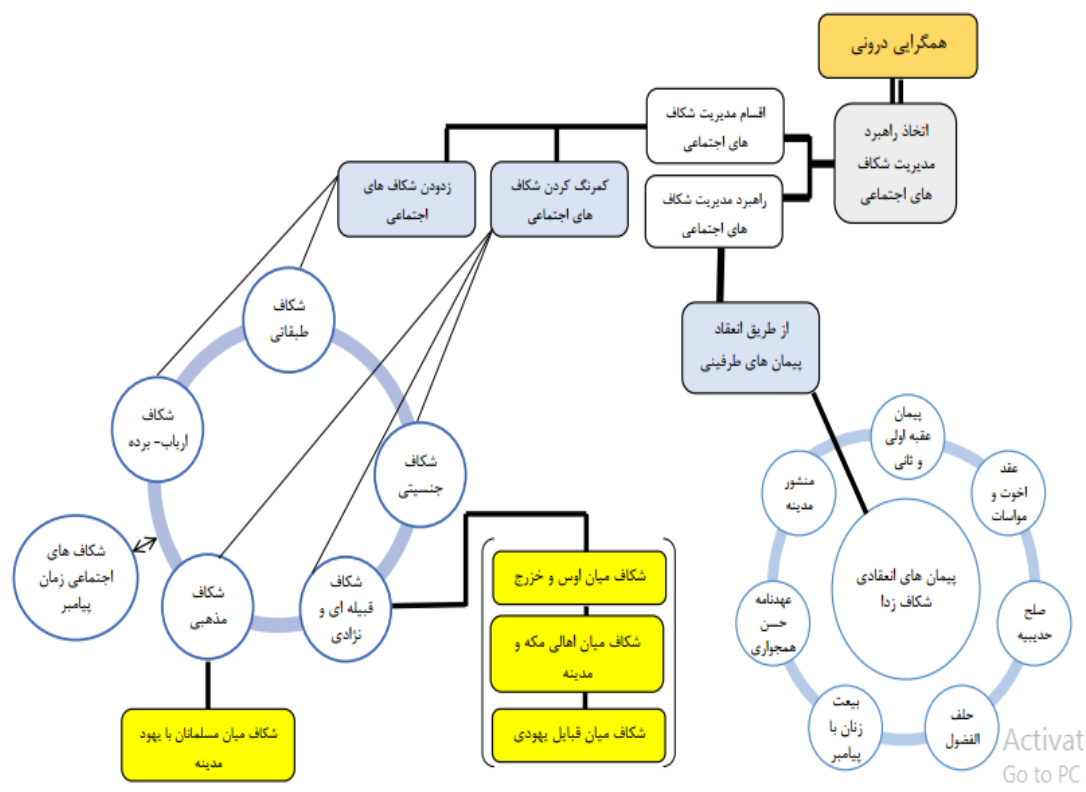 همگرایی درونی
اتخاذ راهبرد
مدیریت شکاف
های اجتماعی
اقسام مدیریت شکاف
های اجتماعی
راهبرد مدیریت شکاف
های اجتماعی
کمرنگ کردن شکاف
های اجتماعی
زدودن شکاف های
اجتماعی
از طریق انعقاد
پیمان های طرفینی
شکاف
طبقاتی
شکاف
ارباب- برده
شکاف
جنسیتی
شکاف های
اجتماعی زمان
پیامبر
شکاف
مذهبی
شکاف
قبیله ای و
نژادی
شکاف میان اوس و خزرج
شکاف میان اهالی مکه و
مدینه
شکاف میان قبایل یهودی
شکاف میان مسلمانان با یهود
مدینه
پیمان
عقبه اولی
و ثانی
عقد
اخوت و
مواسات
منشور
مدینه
پیمان های انعقادی
شکاف زدا
صلح
حدیبیه
عهدنامه
حسن
همجواری
حلف
الفضول
بیعت
زنان با
پیامبر
Activat
Go to PC